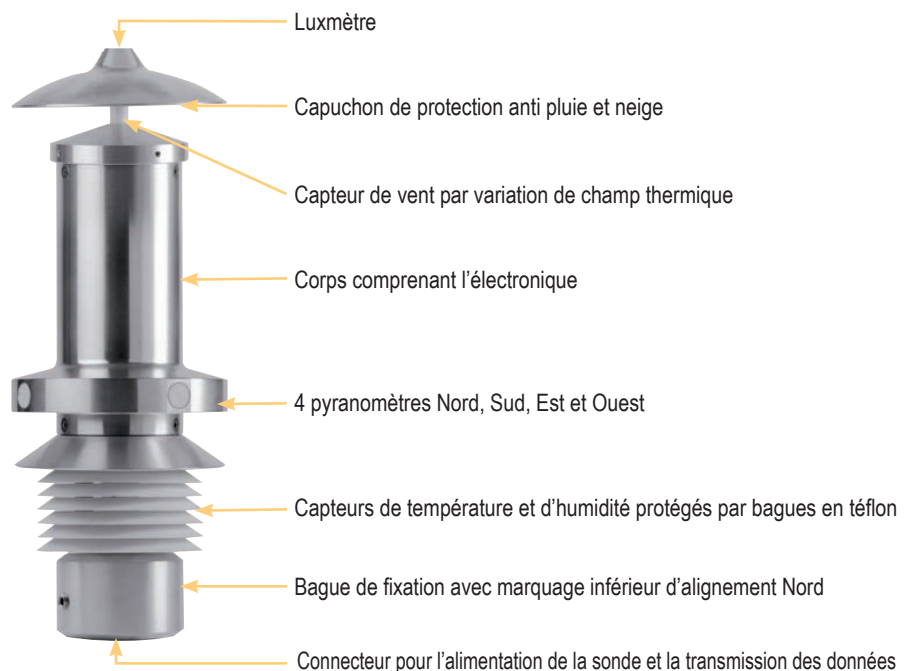 Luxmètre
Capuchon de protection anti pluie et neige
Capteur de vent par variation de champ thermique
Corps comprenant l’électronique
4 pyranomètres Nord, Sud, Est et Ouest
Capteurs de température et d’humidité protégés par bagues en téflon
Bague de fixation avec marquage inférieur d’alignement Nord
Connecteur pour l’alimentation de la sonde et la transmission des données